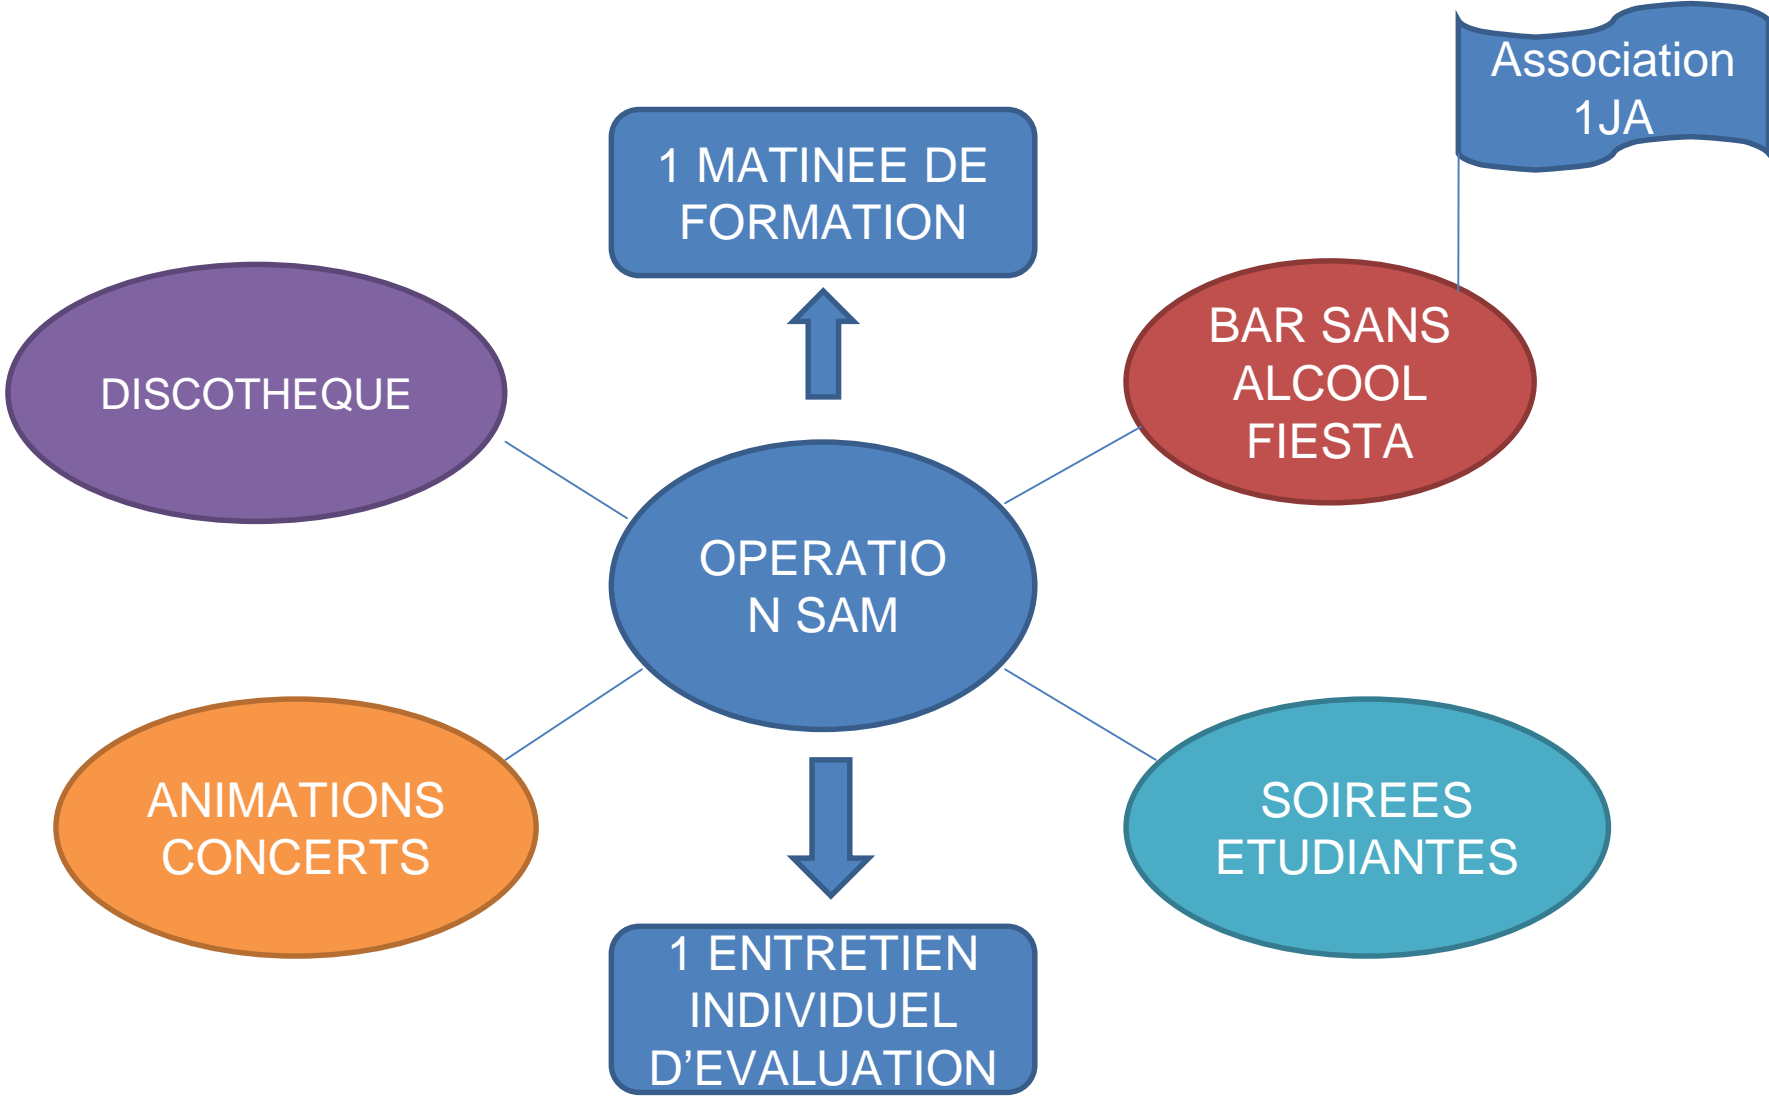 Association
1JA
1 MATINEE DE
FORMATION
DISCOTHEQUE
BAR SANS
ALCOOL
FIESTA
OPERATIO
N SAM
ANIMATIONS
CONCERTS
SOIREES
ETUDIANTES
1 ENTRETIEN
INDIVIDUEL
D’EVALUATION